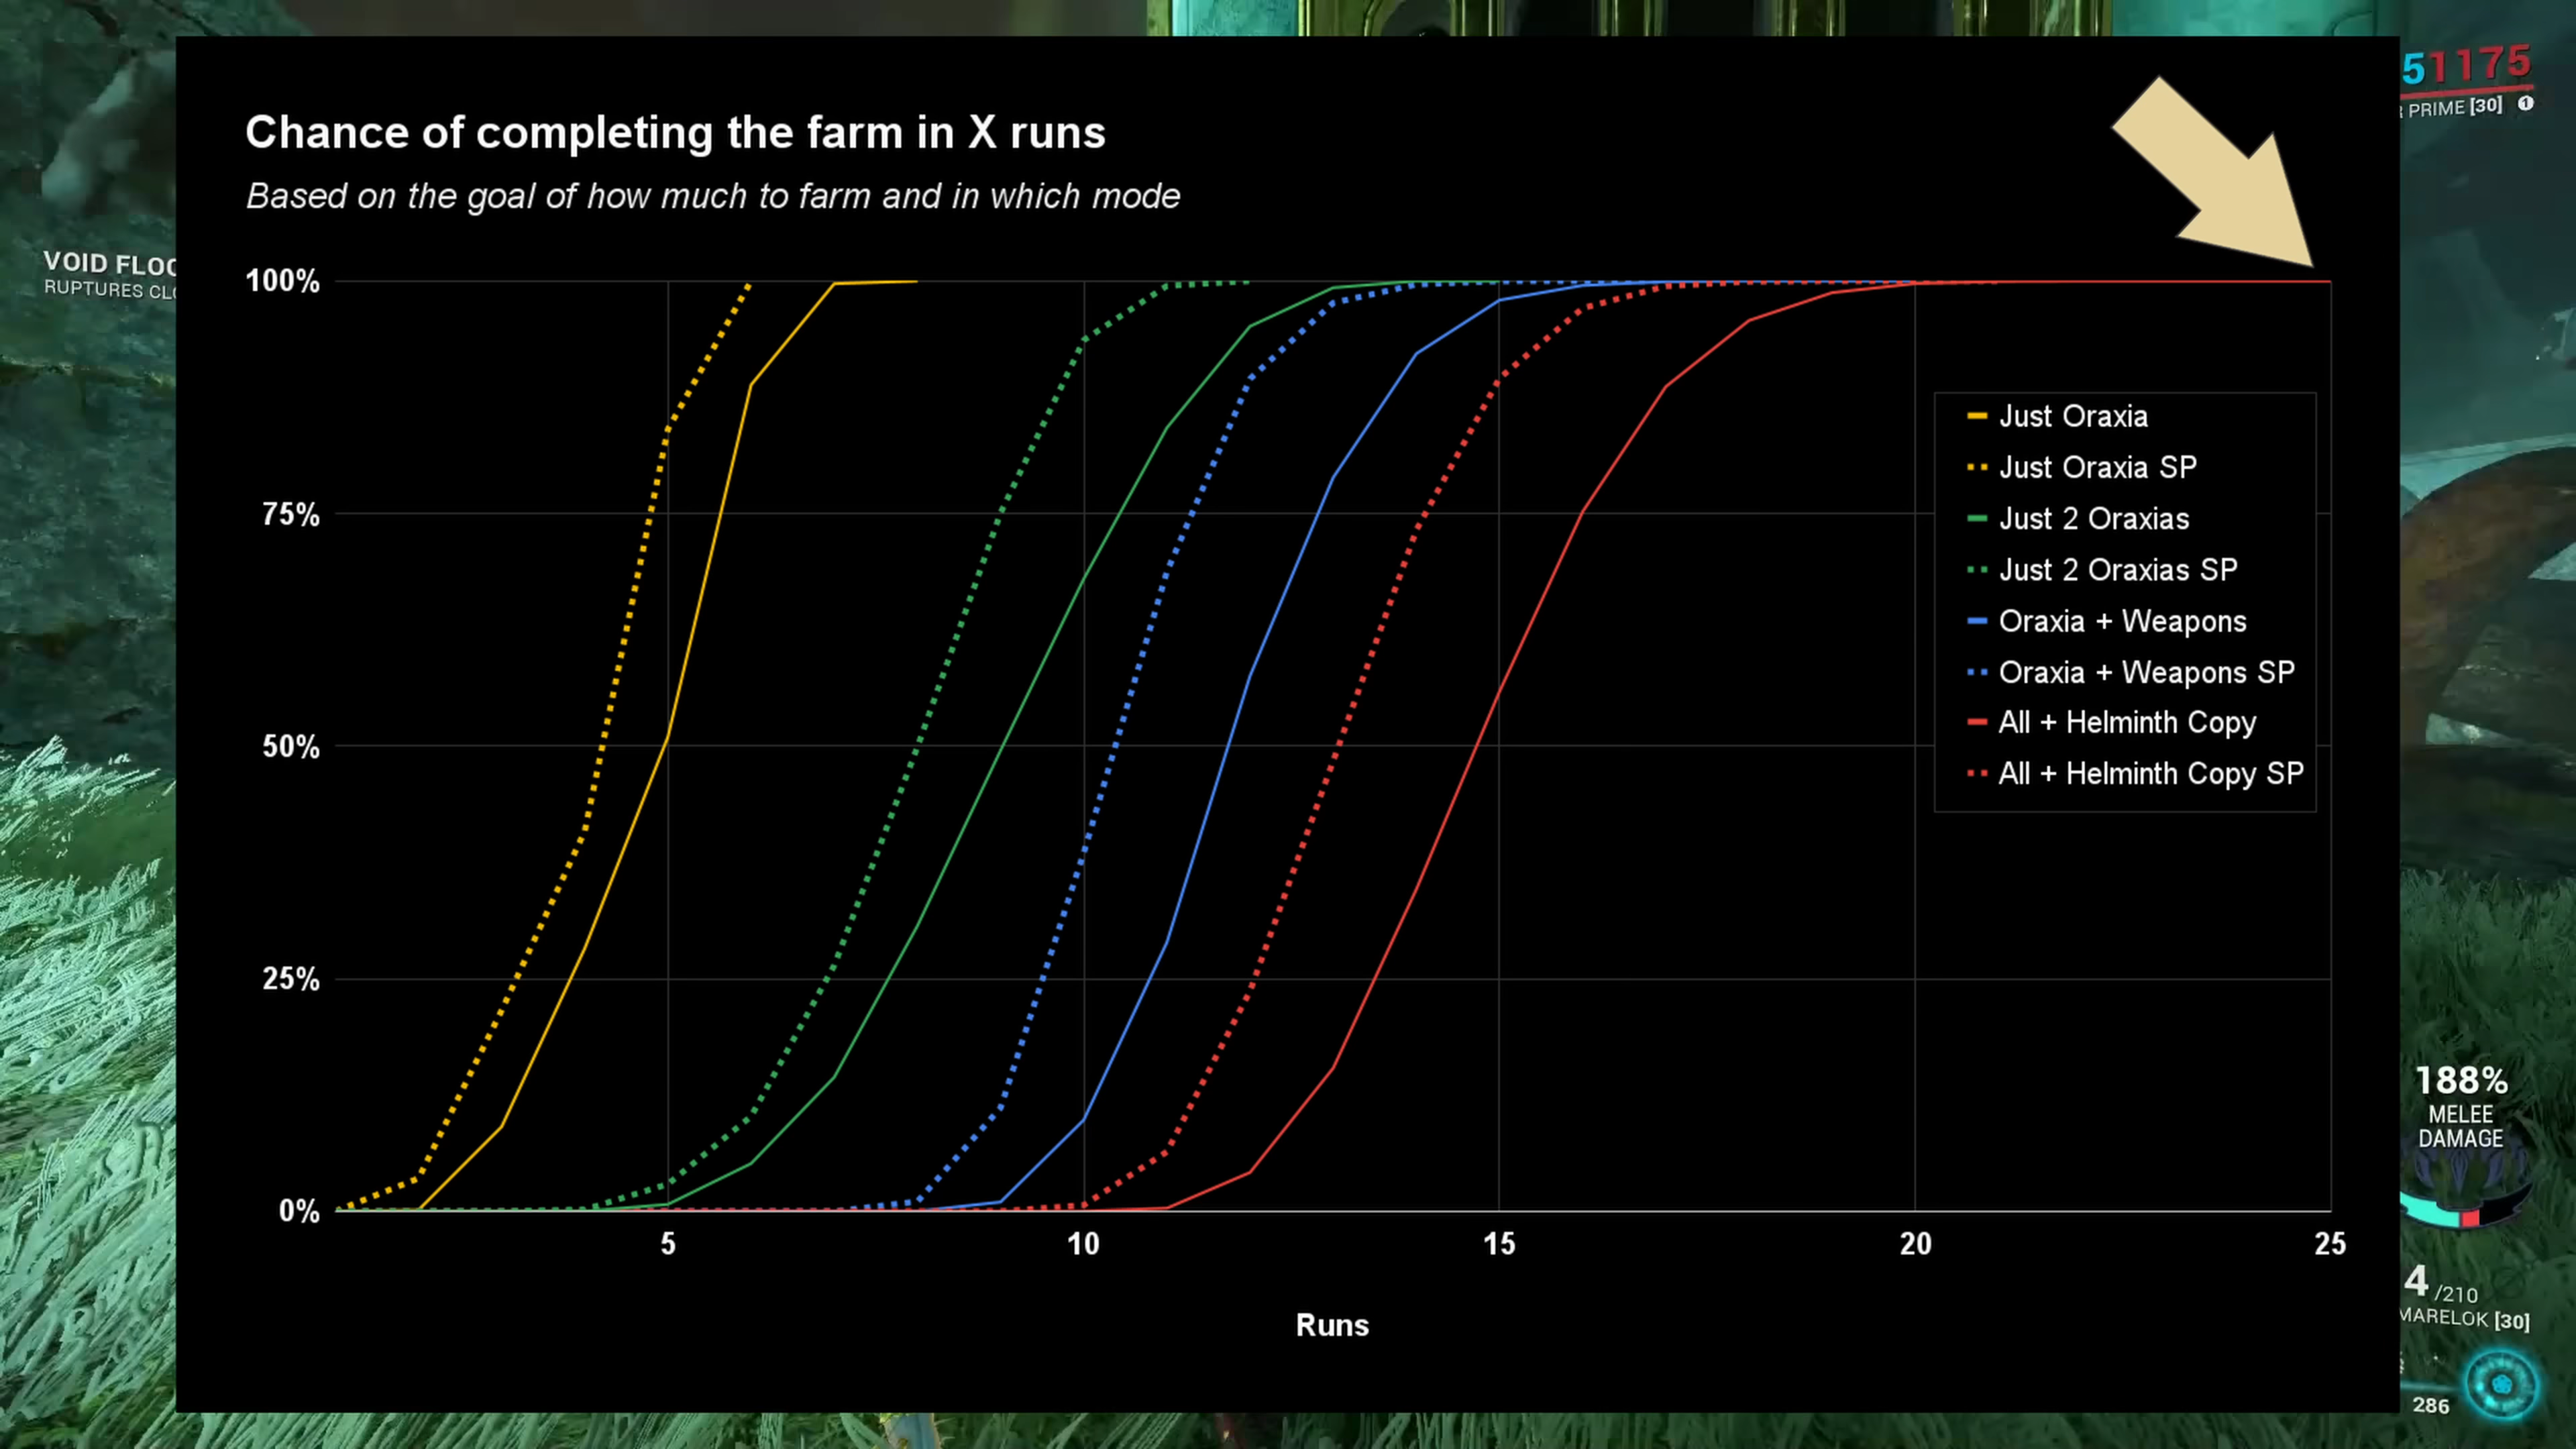 Chance of completing the farm in X runs
Based on the goal of how much to farm and in which mode
VOID FLOO
RUPTURES CL
51175
PRIME [30] 1
100%
75%
50%
25%
0%
5
10
15
20
25
Runs
Just Oraxia
Just Oraxia SP
Just 2 Oraxias
Just 2 Oraxias SP
Oraxia + Weapons
Oraxia + Weapons SP
All + Helminth Copy
All + Helminth Copy SP
188%
MELEE
DAMAGE
4 /210
MARELOK [30]
286